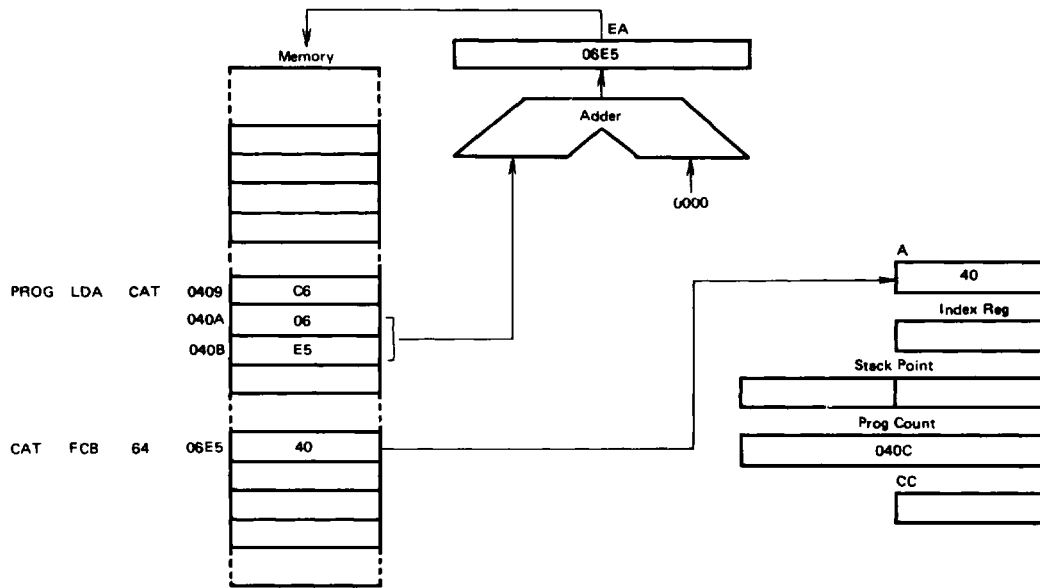 EA
06E5
Memory
Adder
0000
A
40
PROG LDA CAT 0409 C6
Index Reg
040A 06
040B E5
Stack Point
Prog Count
040C
CAT FCB 64 06E5 40
CC